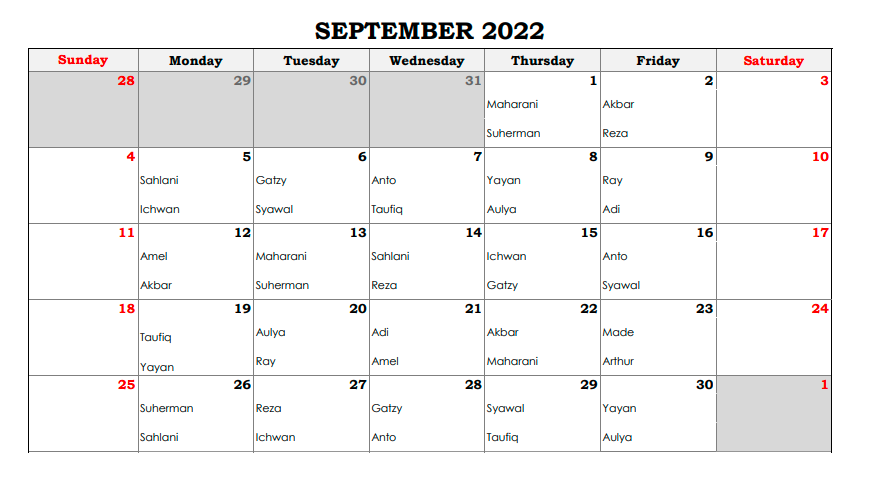 SEPTEMBER 2022
Sunday Monday Tuesday Wednesday Thursday Friday Saturday
28 29 30 31 1 2 3
Maharani Akbar
Suherman Reza
4 5 6 7 8 9 10
Sahlani Gatzy Anto Yayan Ray
Ichwan Syawal Taufiq Aulya Adi
11 12 13 14 15 16 17
Amel Maharani Sahlani Ichwan Anto
Akbar Suherman Reza Gatzy Syawal
18 19 20 21 22 23 24
Taufiq Aulya Adi Akbar Made
Yayan Ray Amel Maharani Arthur
25 26 27 28 29 30 1
Suherman Reza Gatzy Syawal Yayan
Sahlani Ichwan Anto Taufiq Aulya